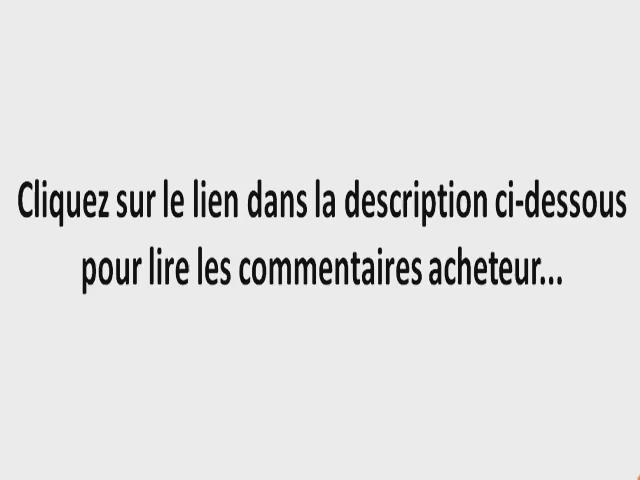 Cliquez sur le lien dans la description ci-dessous
pour lire les commentaires acheteur...